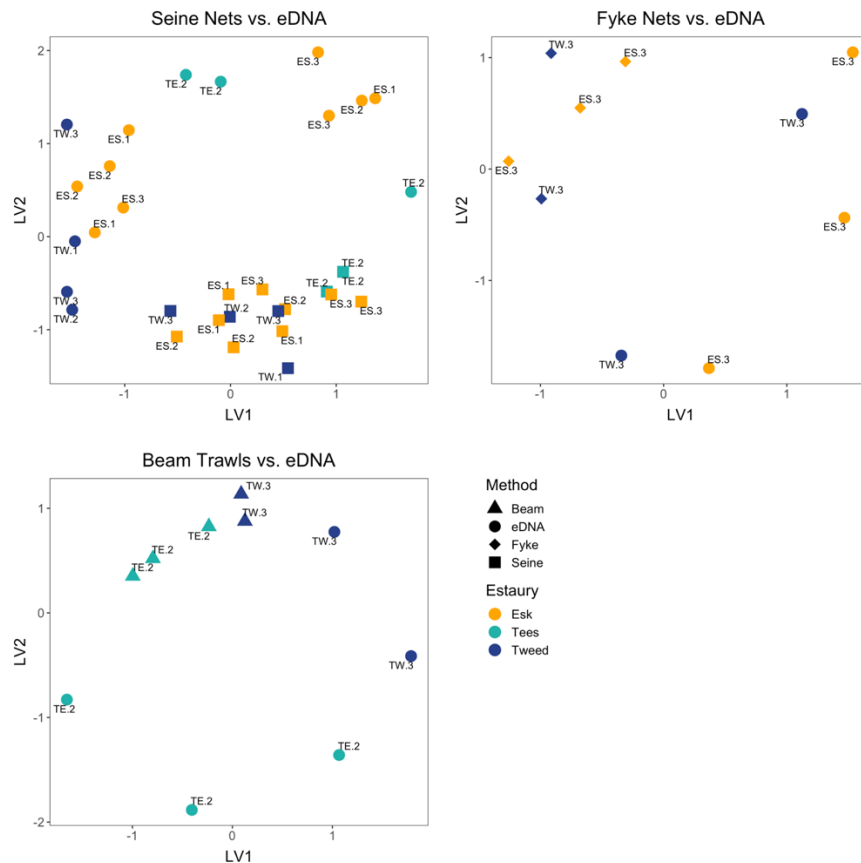 Seine Nets vs. eDNA
Fyke Nets vs. eDNA
2
1
0
-1
LV2
ES.3
TE.2
TE.2
ES.1
ES.2
ES.3
TW.3
ES.1
ES.2
TE.2
ES.2
ES.3
ES.1
TW.1
TE.2
TE.2
TE.2
ES.3
ES.1
TW.3
TW.2
ES.2
ES.3
ES.3
TW.3
TW.2
TW.3
ES.1
ES.2
ES.2
ES.1
TW.1
-1
0
1
LV1
1
0
-1
LV2
TW.3
ES.3
ES.3
ES.3
TW.3
ES.3
TW.3
ES.3
TW.3
ES.3
-1
0
1
LV1
Beam Trawls vs. eDNA
1
0
-1
-2
LV2
TW.3
TW.3
TE.2
TW.3
TE.2
TE.2
TW.3
TE.2
TE.2
TE.2
-1
0
1
LV1
Method
Beam
eDNA
Fyke
Seine
Estaury
Esk
Tees
Tweed